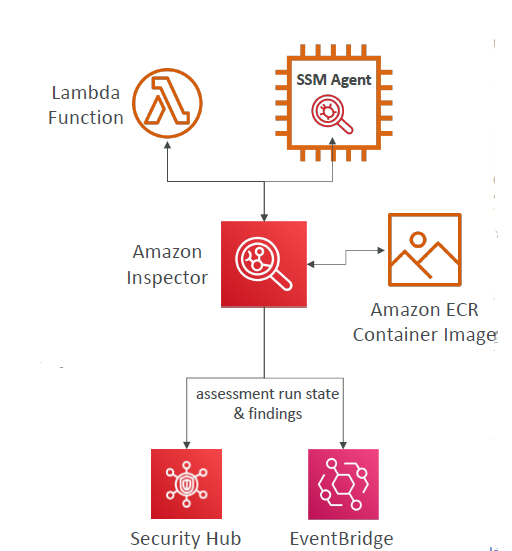 SSM Agent
Lambda
Function
Amazon
Inspector
Amazon ECR
Container Image
assessment run state
& findings
Security Hub
EventBridge